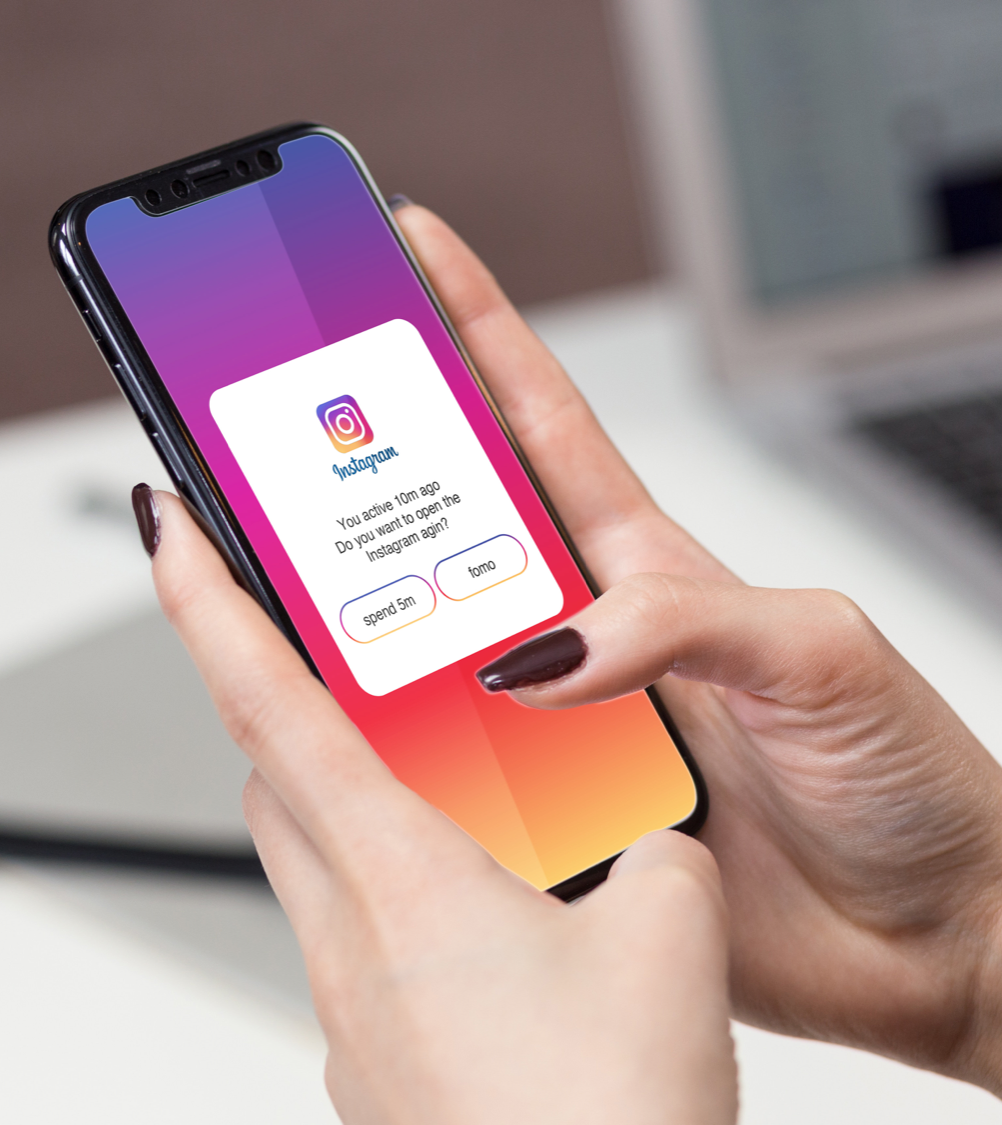 Instagram
You active 10m ago
Do you want to open the
Instagram agin?
spend 5m
fomo